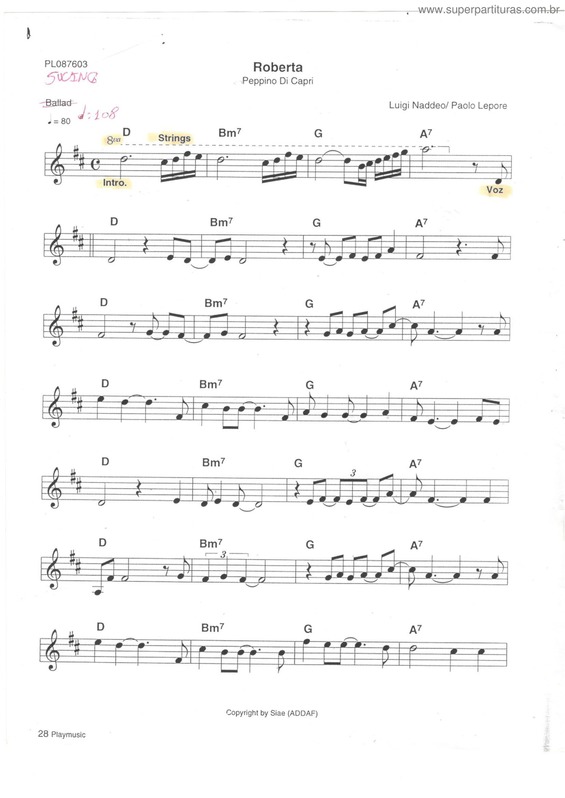 www.superpartituras.com.br
PL087603
Roberta
SWING
Peppino Di Capri
Ballad
Luigi Naddeo/ Paolo Lepore
♩ = 80 ♩:108
D Strings Bm7 G A7
8va
Intro. Voz
D Bm7 G A7
D Bm7 G A7
D Bm7 G A7
D Bm7 G A7
3
D Bm7 G A7
3
D Bm7 G A7
Copyright by Siae (ADDAF)
28 Playmusic